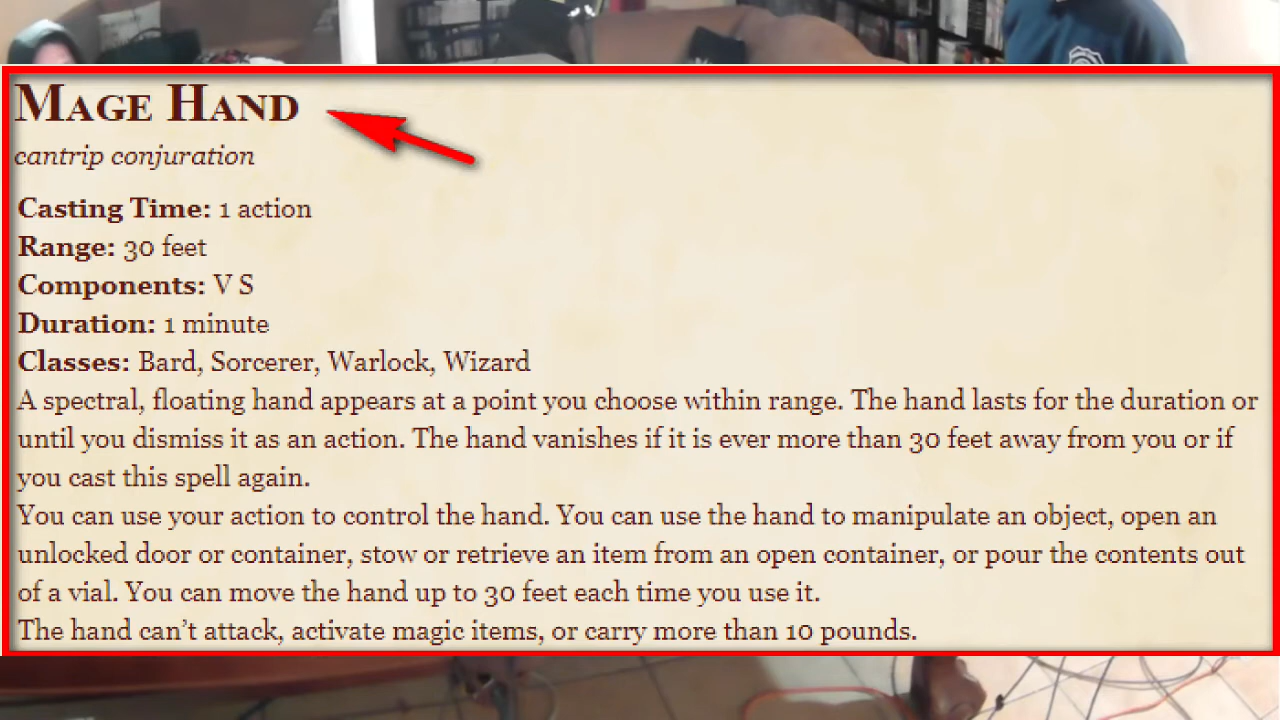 MAGE HAND
cantrip conjuration
Casting Time: 1 action
Range: 30 feet
Components: V S
Duration: 1 minute
Classes: Bard, Sorcerer, Warlock, Wizard
A spectral, floating hand appears at a point you choose within range. The hand lasts for the duration or
until you dismiss it as an action. The hand vanishes if it is ever more than 30 feet away from you or if
you cast this spell again.
You can use your action to control the hand. You can use the hand to manipulate an object, open an
unlocked door or container, stow or retrieve an item from an open container, or pour the contents out
of a vial. You can move the hand up to 30 feet each time you use it.
The hand can’t attack, activate magic items, or carry more than 10 pounds.